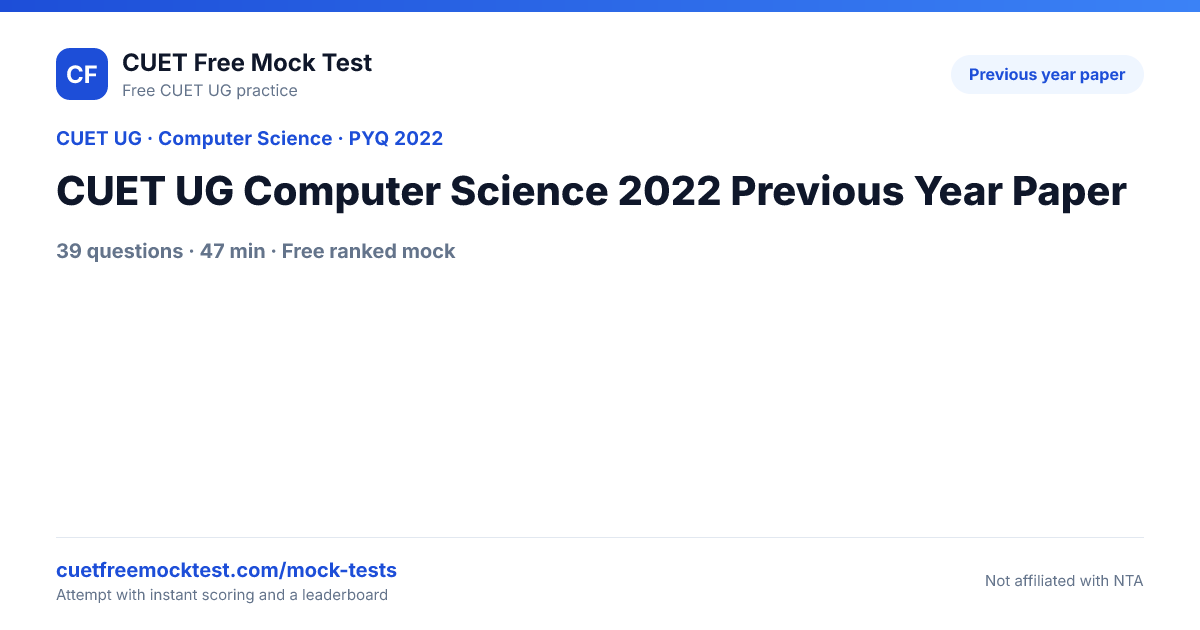 CF
CUET Free Mock Test
Free CUET UG practice
Previous year paper
CUET UG · Computer Science · PYQ 2022
CUET UG Computer Science 2022 Previous Year Paper
39 questions · 47 min · Free ranked mock
cuetfreemocktest.com/mock-tests
Attempt with instant scoring and a leaderboard
Not affiliated with NTA